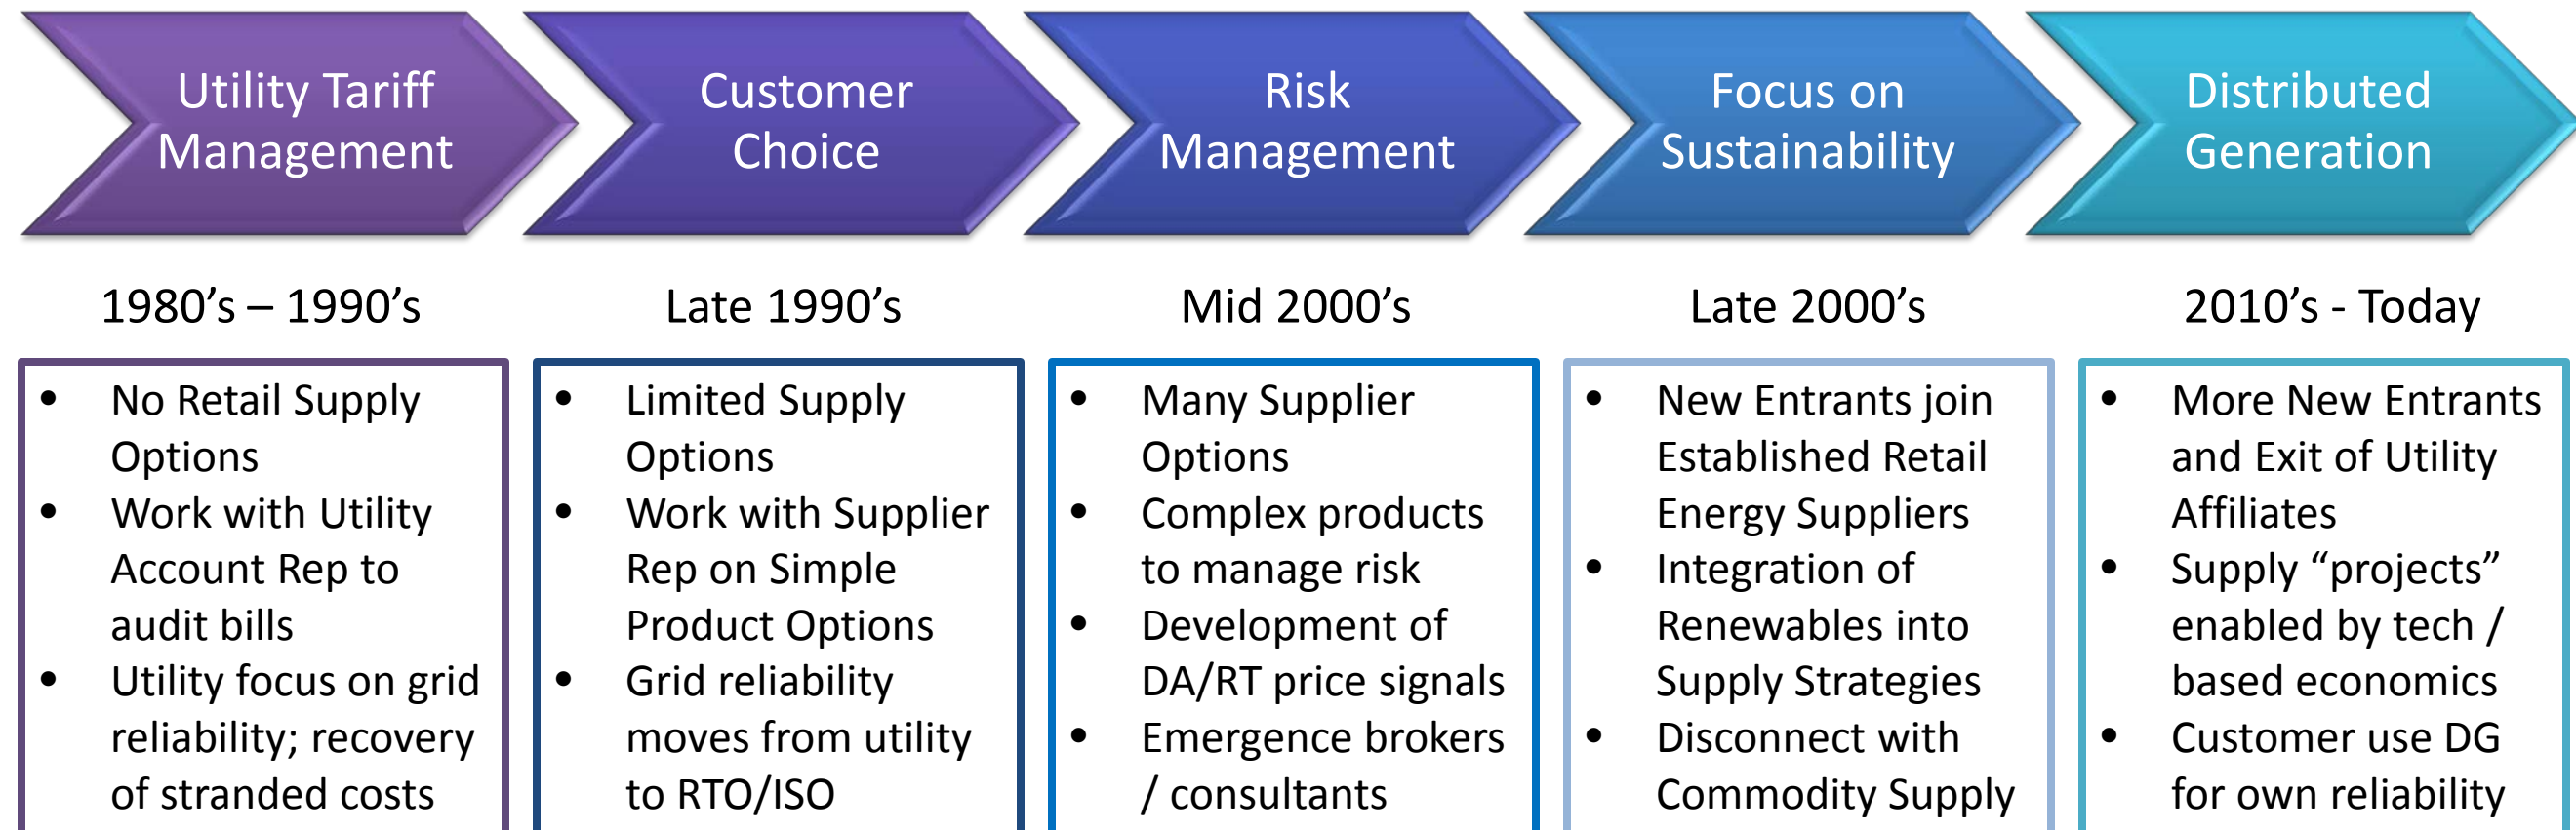 Utility Tariff
Management
Customer
Choice
Risk
Management
Focus on
Sustainability
Distributed
Generation
1980’s – 1990’s
Late 1990’s
Mid 2000’s
Late 2000’s
2010’s - Today
• No Retail Supply
Options
• Work with Utility
Account Rep to
audit bills
• Utility focus on grid
reliability; recovery
of stranded costs
• Limited Supply
Options
• Work with Supplier
Rep on Simple
Product Options
• Grid reliability
moves from utility
to RTO/ISO
• Many Supplier
Options
• Complex products
to manage risk
• Development of
DA/RT price signals
• Emergence brokers
/ consultants
• New Entrants join
Established Retail
Energy Suppliers
• Integration of
Renewables into
Supply Strategies
• Disconnect with
Commodity Supply
• More New Entrants
and Exit of Utility
Affiliates
• Supply “projects”
enabled by tech /
based economics
• Customer use DG
for own reliability